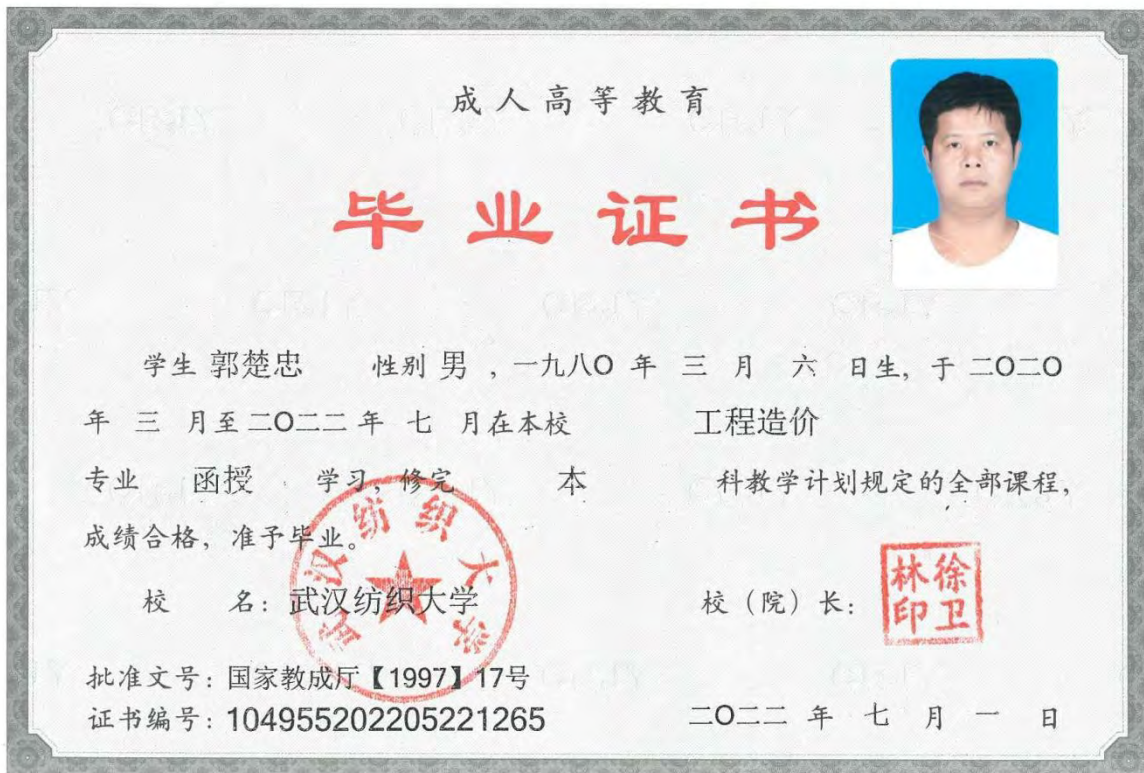 成人高等教育
毕业证书
学生 郭楚忠 性别 男 ，一九八〇 年 三 月 六 日生，于 二〇二〇
年 三 月至 二〇二二 年 七 月在本校 工程造价
专业 函授 学习，修完 本 科教学计划规定的全部课程，
成绩合格，准予毕业。
武汉纺织大学
校 名：武汉纺织大学 校（院）长：
徐卫林印
批准文号：国家教成厅【1997】17号
证书编号：104955202205221265 二〇二二 年 七 月 一 日